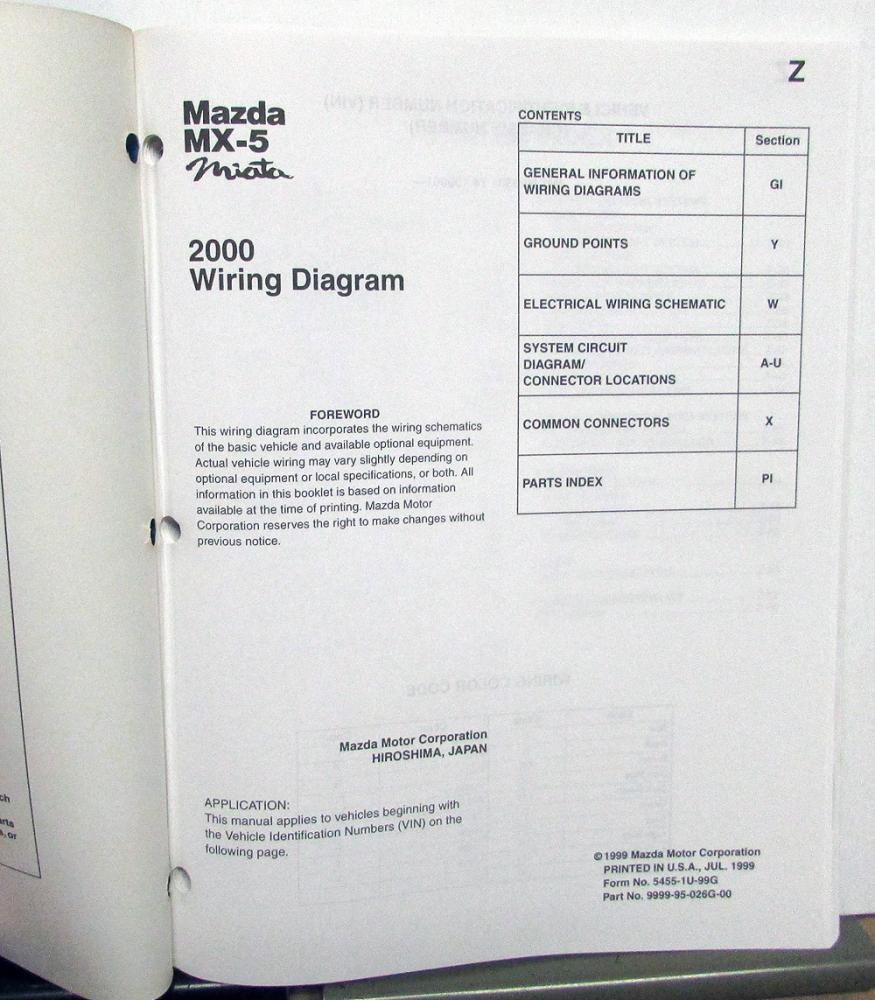 Z
Mazda
MX-5
Miata
2000
Wiring Diagram
FOREWORD
This wiring diagram incorporates the wiring schematics
of the basic vehicle and available optional equipment.
Actual vehicle wiring may vary slightly depending on
optional equipment or local specifications, or both. All
information in this booklet is based on information
available at the time of printing. Mazda Motor
Corporation reserves the right to make changes without
previous notice.
CONTENTS
TITLE Section
GENERAL INFORMATION OF
WIRING DIAGRAMS GI
GROUND POINTS Y
ELECTRICAL WIRING SCHEMATIC W
SYSTEM CIRCUIT
DIAGRAM/
CONNECTOR LOCATIONS A-U
COMMON CONNECTORS X
PARTS INDEX PI
Mazda Motor Corporation
HIROSHIMA, JAPAN
APPLICATION:
This manual applies to vehicles beginning with
the Vehicle Identification Numbers (VIN) on the
following page.
©1999 Mazda Motor Corporation
PRINTED IN U.S.A., JUL. 1999
Form No. 5455-1U-99G
Part No. 9999-95-026G-00